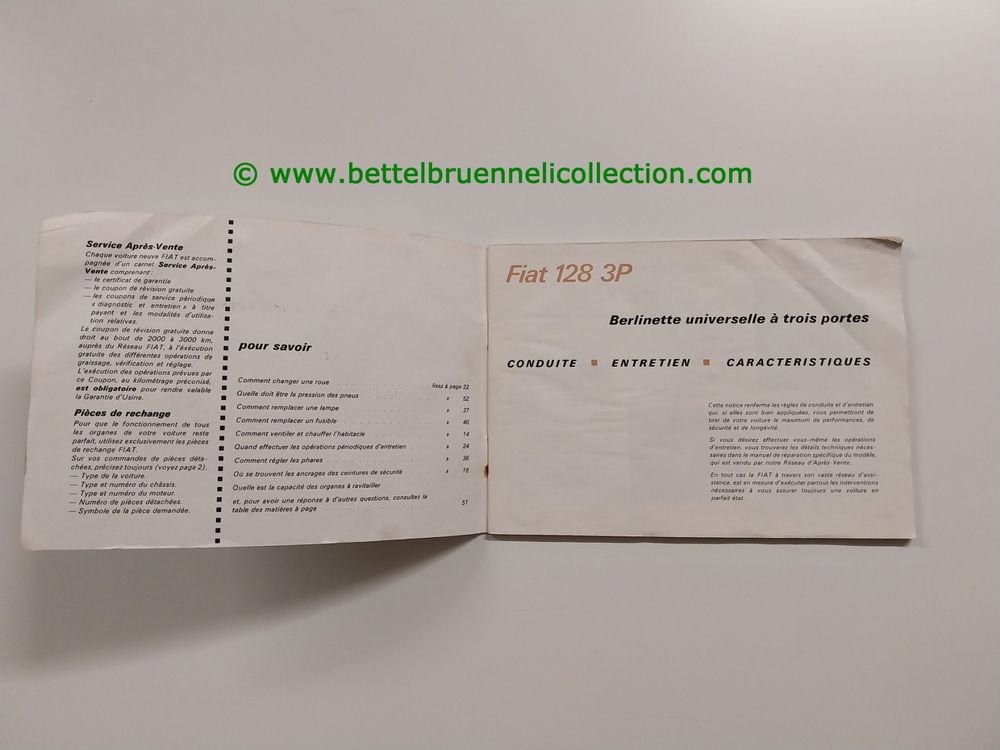 © www.bettelbruennelicollection.com
Service Après-Vente
Chaque voiture neuve FIAT est accom-
pagnée d'un carnet Service Après-
Vente comprenant :
— le certificat de garantie
— le coupon de révision gratuite
— les coupons de service périodique
« diagnostic et entretien » à titre
payant et les modalités d'utilisa-
tion relatives.
Le coupon de révision gratuite donne
droit au bout de 2000 à 3000 km,
auprès du Réseau FIAT, à l'exécution
gratuite des différentes opérations de
graissage, vérification et réglage.
L'exécution des opérations prévues par
ce Coupon, au kilométrage préconisé,
est obligatoire pour rendre valable
la Garantie d'Usine.
Pièces de rechange
Pour que le fonctionnement de tous
les organes de votre voiture reste
parfait, utilisez exclusivement les pièces
de rechange FIAT.
Sur vos commandes de pièces déta-
chées, précisez toujours (voyez page 2).
— Type de la voiture.
— Type et numéro du châssis.
— Type et numéro du moteur.
— Numéro de pièces détachées.
— Symbole de la pièce demandée.
pour savoir
Comment changer une roue . . . . . . . . lisez à page 22
Quelle doit être la pression des pneus . . . . . . » 52
Comment remplacer une lampe . . . . . . . » 37
Comment remplacer un fusible . . . . . . . » 40
Comment ventiler et chauffer l'habitacle . . . . . » 14
Quand effectuer les opérations périodiques d'entretien . . » 24
Comment régler les phares . . . . . . . . » 36
Où se trouvent les ancrages des ceintures de sécurité . . » 16
Quelle est la capacité des organes à ravitailler
et, pour avoir une réponse à d'autres questions, consultez la
table des matières à page . . . . . . . . » 51
Fiat 128 3P
Berlinette universelle à trois portes
CONDUITE ■ ENTRETIEN ■ CARACTERISTIQUES
Cette notice renferme les règles de conduite et d'entretien
qui, si elles sont bien appliquées, vous permettront de
tirer de votre voiture le maximum de performances, de
sécurité et de longévité.
Si vous désirez effectuer vous-même les opérations
d'entretien, vous trouverez les détails techniques néces-
saires dans le manuel de réparation spécifique du modèle,
qui est vendu par notre Réseau d'Après-Vente.
En tout cas la FIAT à travers son vaste réseau d'assi-
stance, est en mesure d'exécuter partout les interventions
nécessaires à vous assurer toujours une voiture en
parfait état.